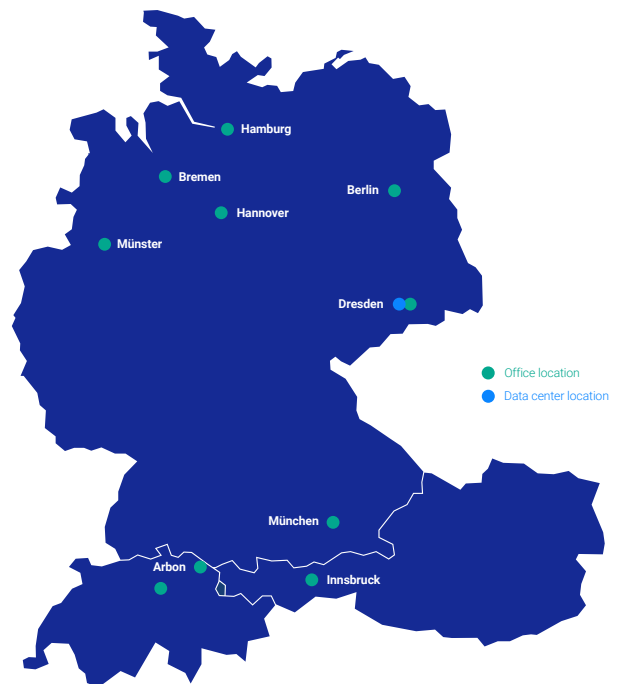 Hamburg
Bremen
Berlin
Hannover
Münster
Dresden
Office location
Data center location
München
Arbon
Innsbruck